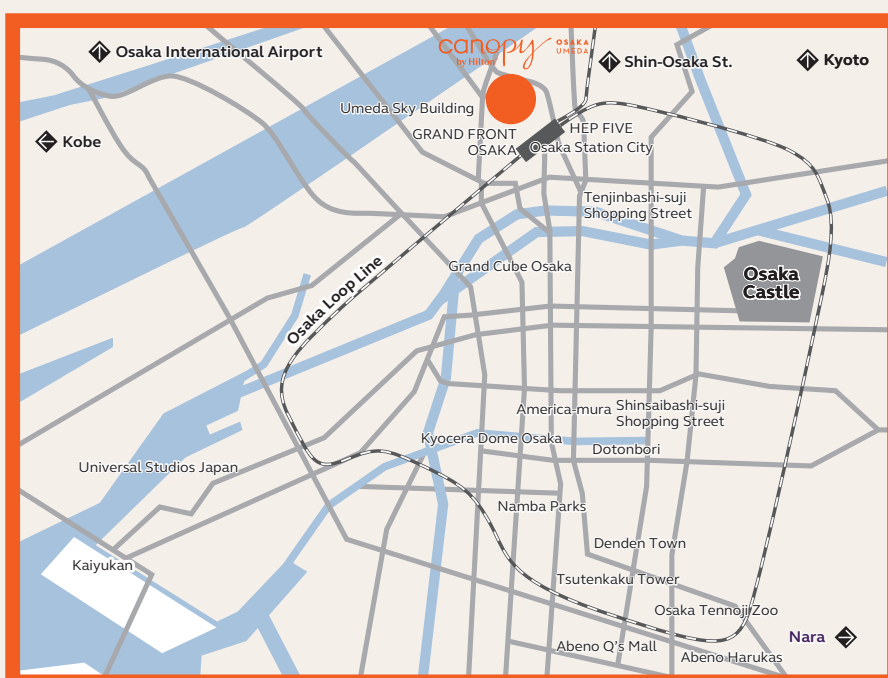 canopy
by Hilton
OSAKA
UMEDA
Osaka International Airport
Shin-Osaka St.
Kyoto
Umeda Sky Building
Kobe
GRAND FRONT
OSAKA
HEP FIVE
Osaka Station City
Tenjinbashi-suji
Shopping Street
Grand Cube Osaka
Osaka
Castle
Osaka Loop Line
America-mura
Shinsaibashi-suji
Shopping Street
Kyocera Dome Osaka
Dotonbori
Universal Studios Japan
Namba Parks
Denden Town
Kaiyukan
Tsutenkaku Tower
Osaka Tennoji Zoo
Nara
Abeno Q's Mall
Abeno Harukas